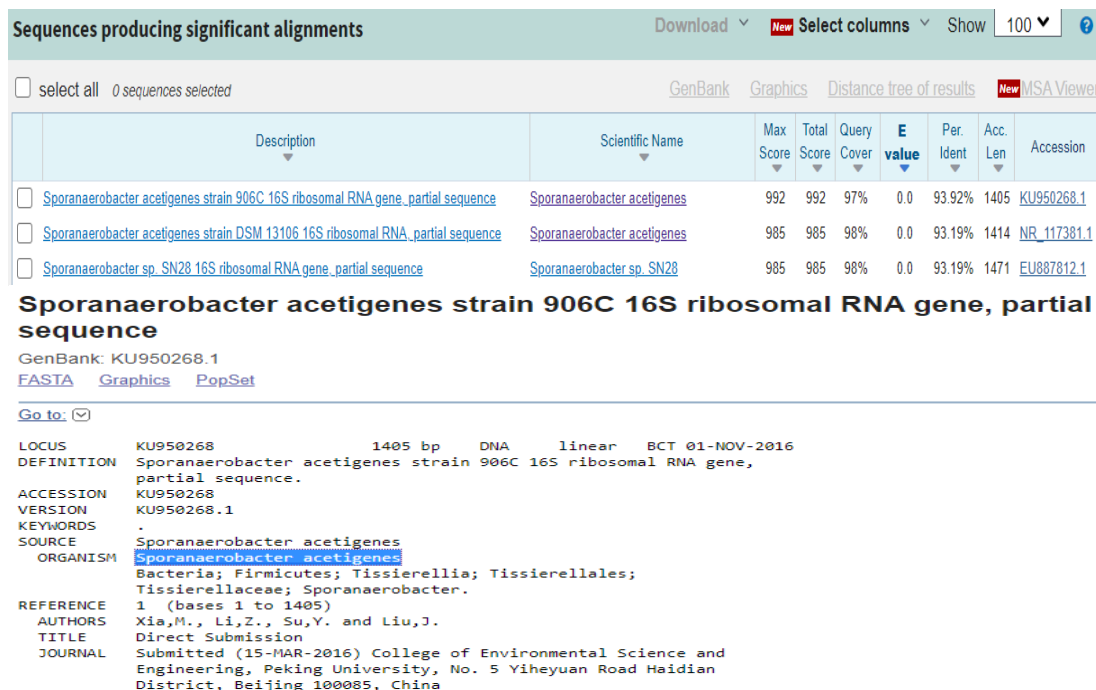 Sequences producing significant alignments Download New Select columns Show 100
select all 0 sequences selected GenBank Graphics Distance tree of results New MSA Viewer
Description Scientific Name Max Score Total Score Query Cover E value Per. Ident Acc. Len Accession
Sporanaerobacter acetigenes strain 906C 16S ribosomal RNA gene, partial sequence Sporanaerobacter acetigenes 992 992 97% 0.0 93.92% 1405 KU950268.1
Sporanaerobacter acetigenes strain DSM 13106 16S ribosomal RNA, partial sequence Sporanaerobacter acetigenes 985 985 98% 0.0 93.19% 1414 NR_117381.1
Sporanaerobacter sp. SN28 16S ribosomal RNA gene, partial sequence Sporanaerobacter sp. SN28 985 985 98% 0.0 93.19% 1471 EU887812.1
Sporanaerobacter acetigenes strain 906C 16S ribosomal RNA gene, partial
sequence
GenBank: KU950268.1
FASTA Graphics PopSet
Go to:
LOCUS KU950268 1405 bp DNA linear BCT 01-NOV-2016
DEFINITION Sporanaerobacter acetigenes strain 906C 16S ribosomal RNA gene,
partial sequence.
ACCESSION KU950268
VERSION KU950268.1
KEYWORDS .
SOURCE Sporanaerobacter acetigenes
ORGANISM Sporanaerobacter acetigenes
Bacteria; Firmicutes; Tissierellia; Tissierellales;
Tissierellaceae; Sporanaerobacter.
REFERENCE 1 (bases 1 to 1405)
AUTHORS Xia,M., Li,Z., Su,Y. and Liu,J.
TITLE Direct Submission
JOURNAL Submitted (15-MAR-2016) College of Environmental Science and
Engineering, Peking University, No. 5 Yiheyuan Road Haidian
District, Beijing 100085, China